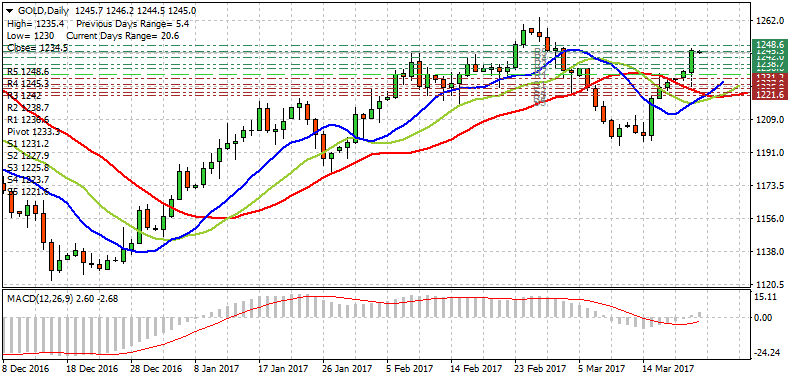 GOLD,Daily 1245.7 1246.2 1244.5 1245.0
High= 1235.4 Previous Days Range= 5.4
Low= 1230 Current Days Range= 20.6
Close= 1234.5
R5 1248.6
R4 1245.3
R3 1242
R2 1238.7
R1 1236.6
Pivot 1233.3
S1 1231.2
S2 1227.9
S3 1225.8
S4 1223.7
S5 1221.6
1262.0
1248.6
1221.6
1209.0
1191.0
1173.5
1156.0
1138.0
1120.5
MACD(12,26,9) 2.60 -2.68
15.11
0.00
-24.24
8 Dec 2016
18 Dec 2016
28 Dec 2016
8 Jan 2017
17 Jan 2017
26 Jan 2017
5 Feb 2017
14 Feb 2017
23 Feb 2017
5 Mar 2017
14 Mar 2017